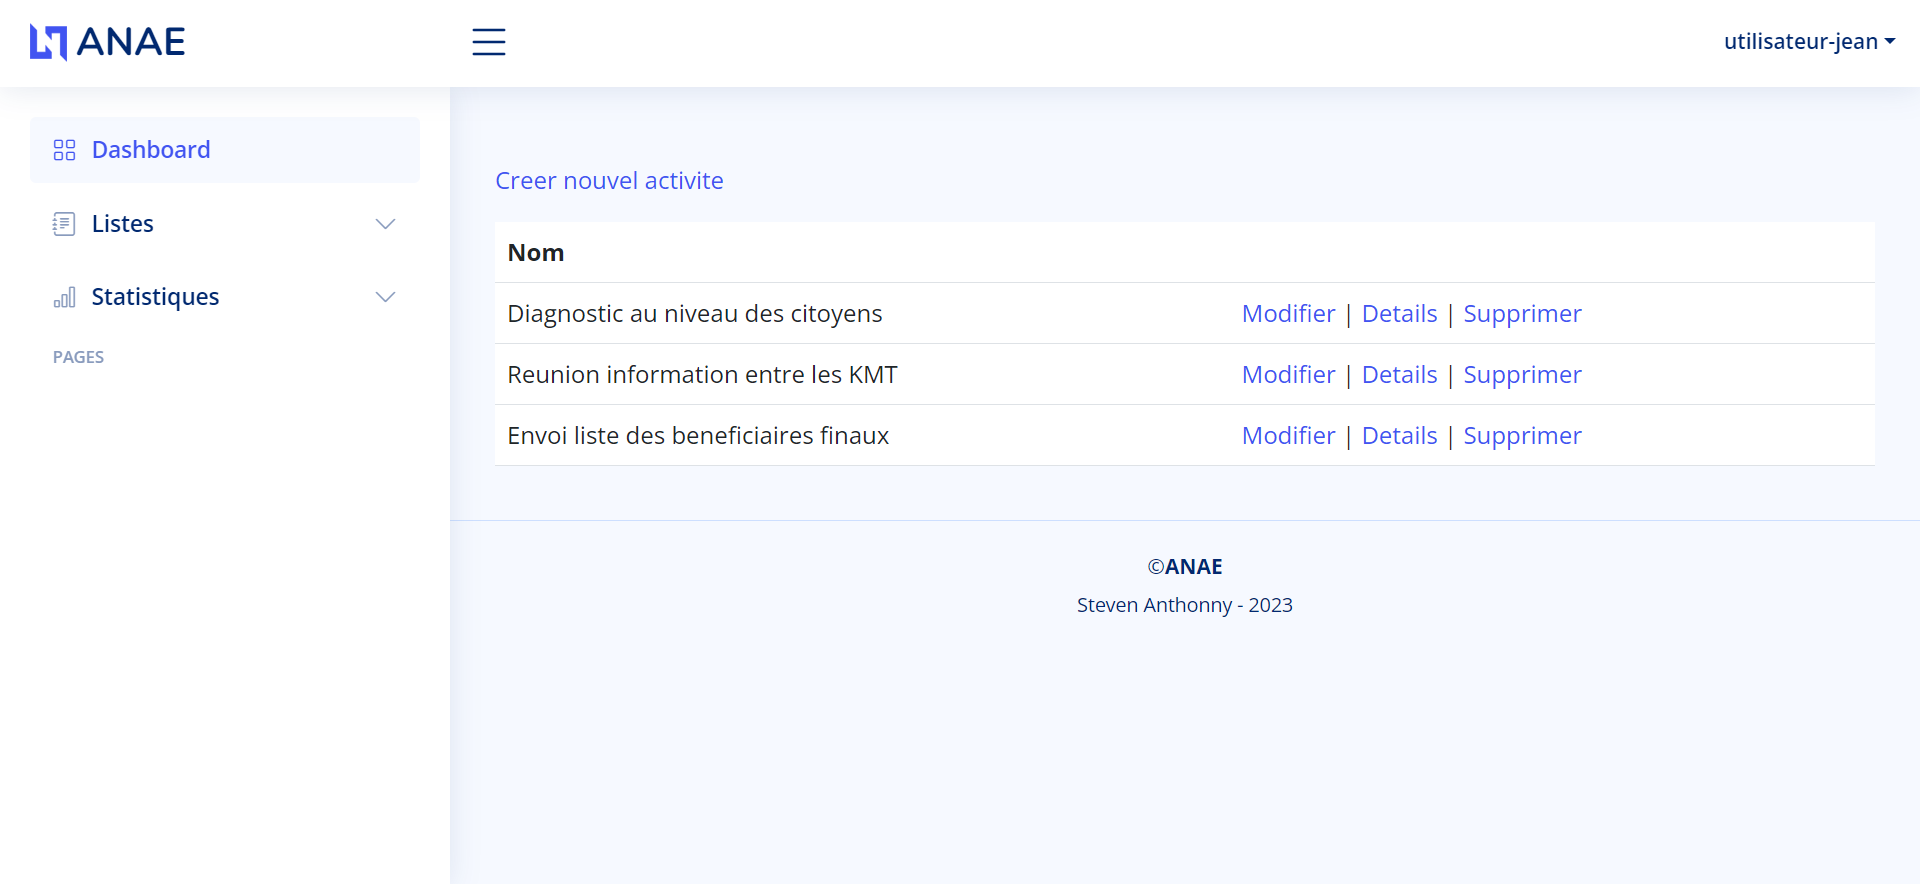 ANAE
utilisateur-jean
Dashboard
Listes
Statistiques
PAGES
Creer nouvel activite
Nom
Diagnostic au niveau des citoyens Modifier | Details | Supprimer
Reunion information entre les KMT Modifier | Details | Supprimer
Envoi liste des beneficiaires finaux Modifier | Details | Supprimer
©ANAE
Steven Anthonny - 2023